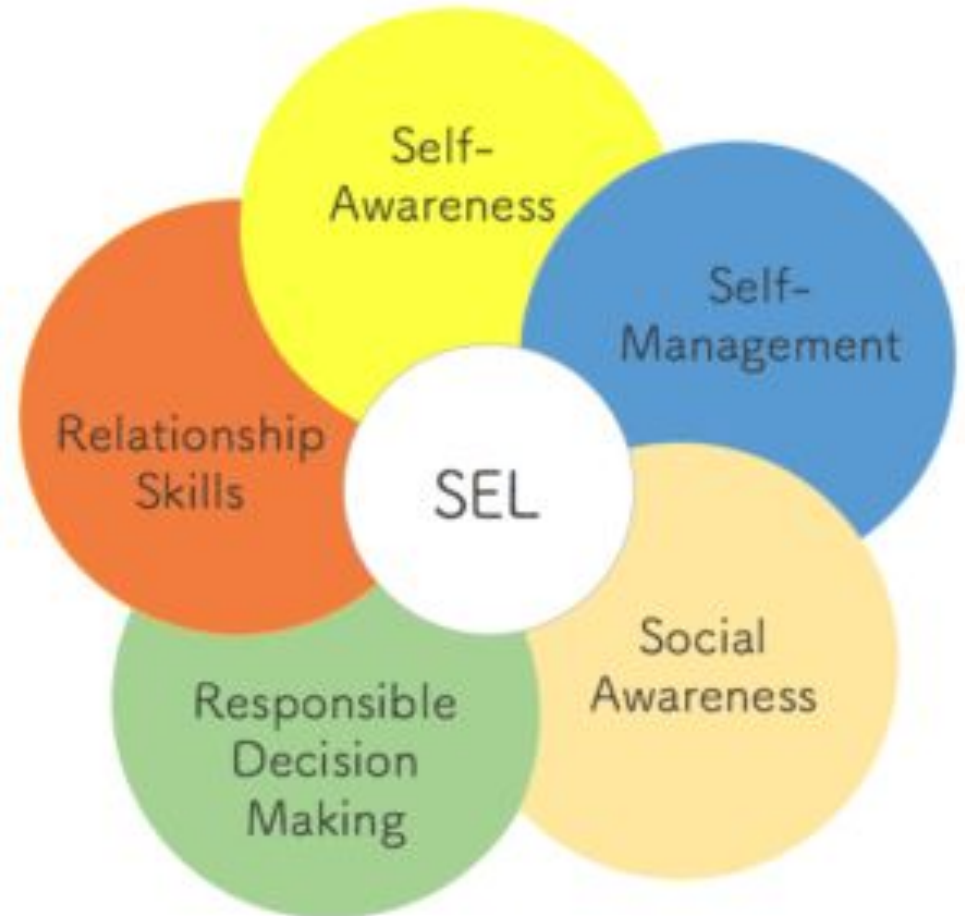 Self-
Awareness
Self-
Management
Relationship
Skills
SEL
Social
Awareness
Responsible
Decision
Making